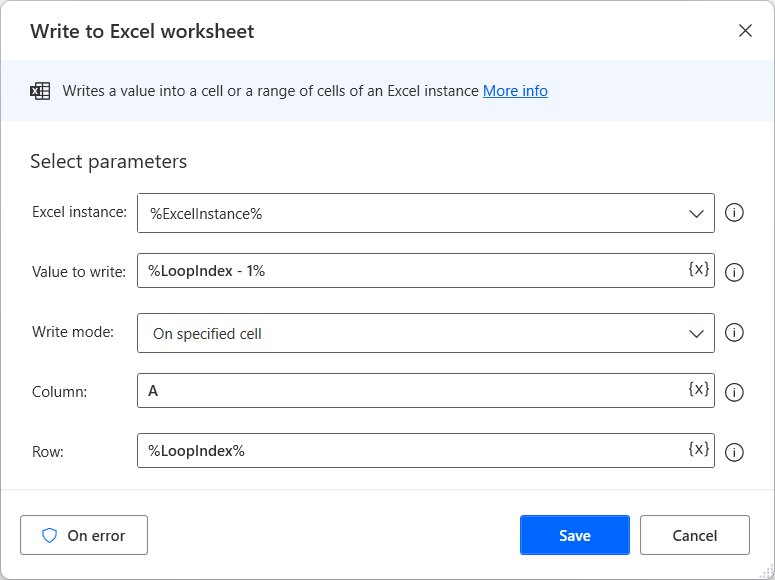 Write to Excel worksheet
Writes a value into a cell or a range of cells of an Excel instance More info
Select parameters
Excel instance: %ExcelInstance%
Value to write: %LoopIndex - 1% {x}
Write mode: On specified cell
Column: A {x}
Row: %LoopIndex% {x}
On error Save Cancel